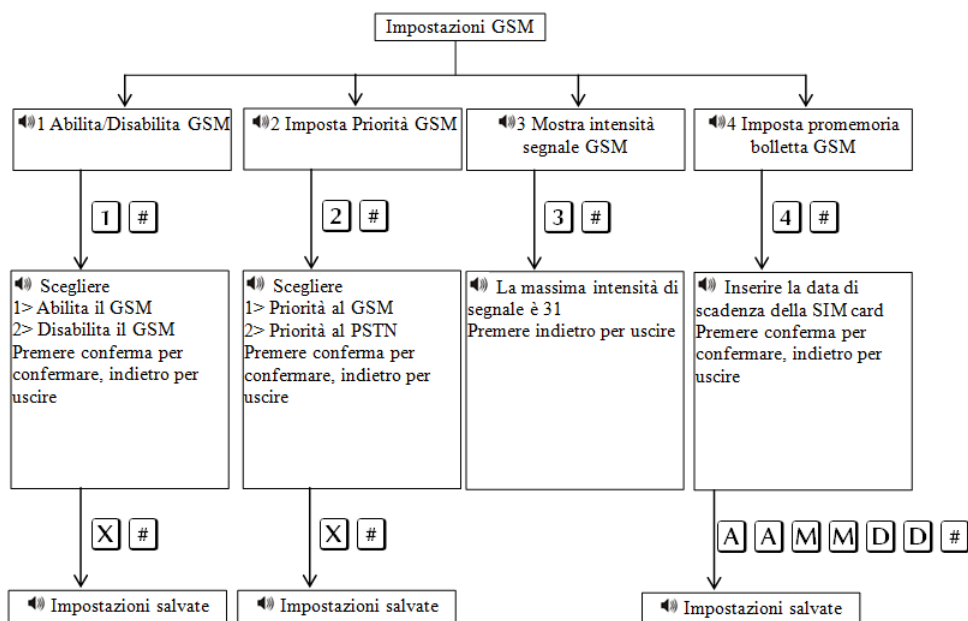 Impostazioni GSM
1 Abilita/Disabilita GSM
2 Imposta Priorità GSM
3 Mostra intensità
segnale GSM
4 Imposta promemoria
bolletta GSM
1 #
2 #
3 #
4 #
Scegliere
1> Abilita il GSM
2> Disabilita il GSM
Premere conferma per
confermare, indietro per
uscire
Scegliere
1> Priorità al GSM
2> Priorità al PSTN
Premere conferma per
confermare, indietro per
uscire
La massima intensità di
segnale è 31
Premere indietro per uscire
Inserire la data di
scadenza della SIM card
Premere conferma per
confermare, indietro per
uscire
X #
X #
A A M M D D #
Impostazioni salvate
Impostazioni salvate
Impostazioni salvate